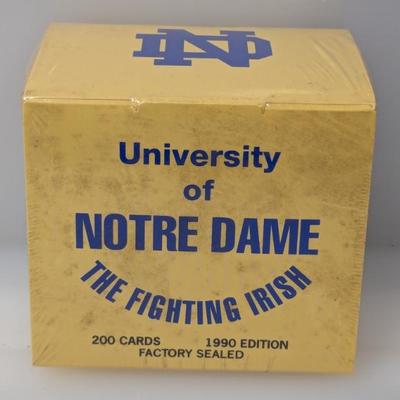 ND
University
of
NOTRE DAME
THE FIGHTING IRISH
200 CARDS 1990 EDITION
FACTORY SEALED